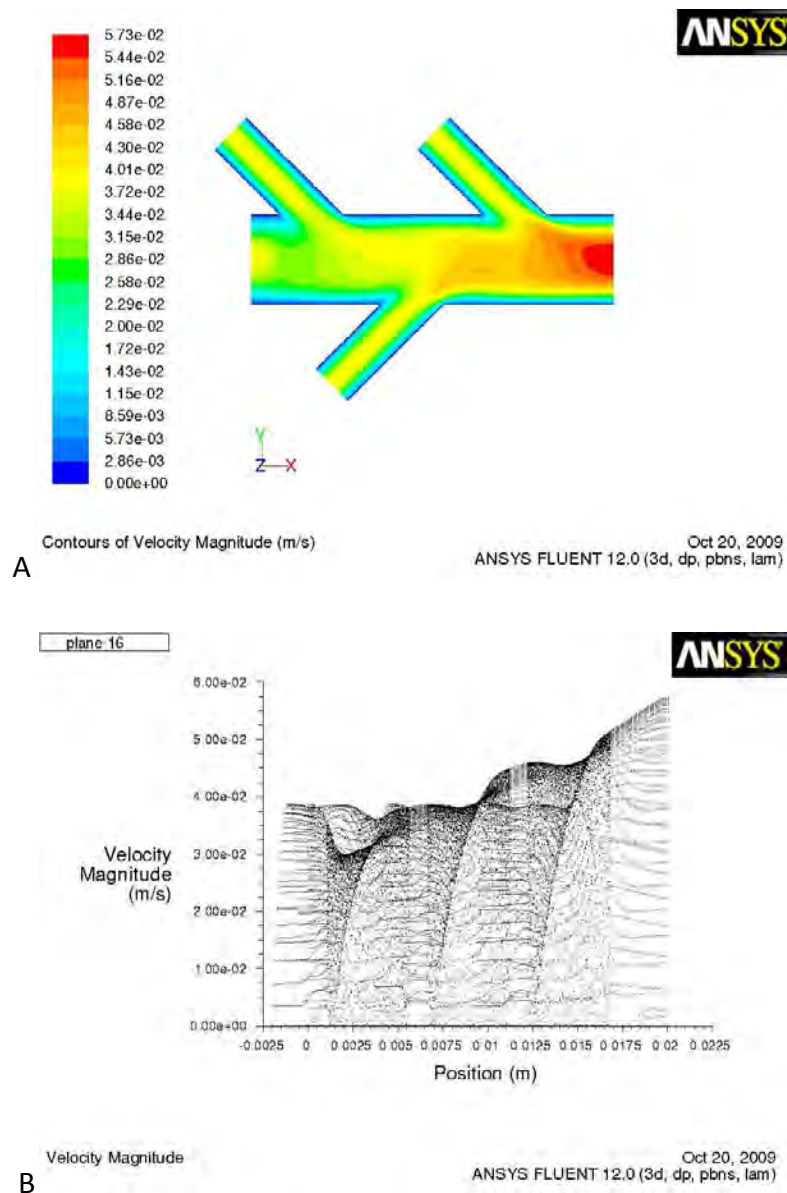 ANSYS
5.73e-02
5.44e-02
5.16e-02
4.87e-02
4.58e-02
4.30e-02
4.01e-02
3.72e-02
3.44e-02
3.15e-02
2.86e-02
2.58e-02
2.29e-02
2.00e-02
1.72e-02
1.43e-02
1.15e-02
8.59e-03
5.73e-03
2.86e-03
0.00e+00
Y
Z X
Contours of Velocity Magnitude (m/s)
Oct 20, 2009
ANSYS FLUENT 12.0 (3d, dp, pbns, lam)
A
plane-16
ANSYS
6.00e-02
5.00e-02
4.00e-02
3.00e-02
2.00e-02
1.00e-02
0.00e+00
Velocity
Magnitude
(m/s)
-0.0025 0 0.0025 0.005 0.0075 0.01 0.0125 0.015 0.0175 0.02 0.0225
Position (m)
Velocity Magnitude
Oct 20, 2009
ANSYS FLUENT 12.0 (3d, dp, pbns, lam)
B